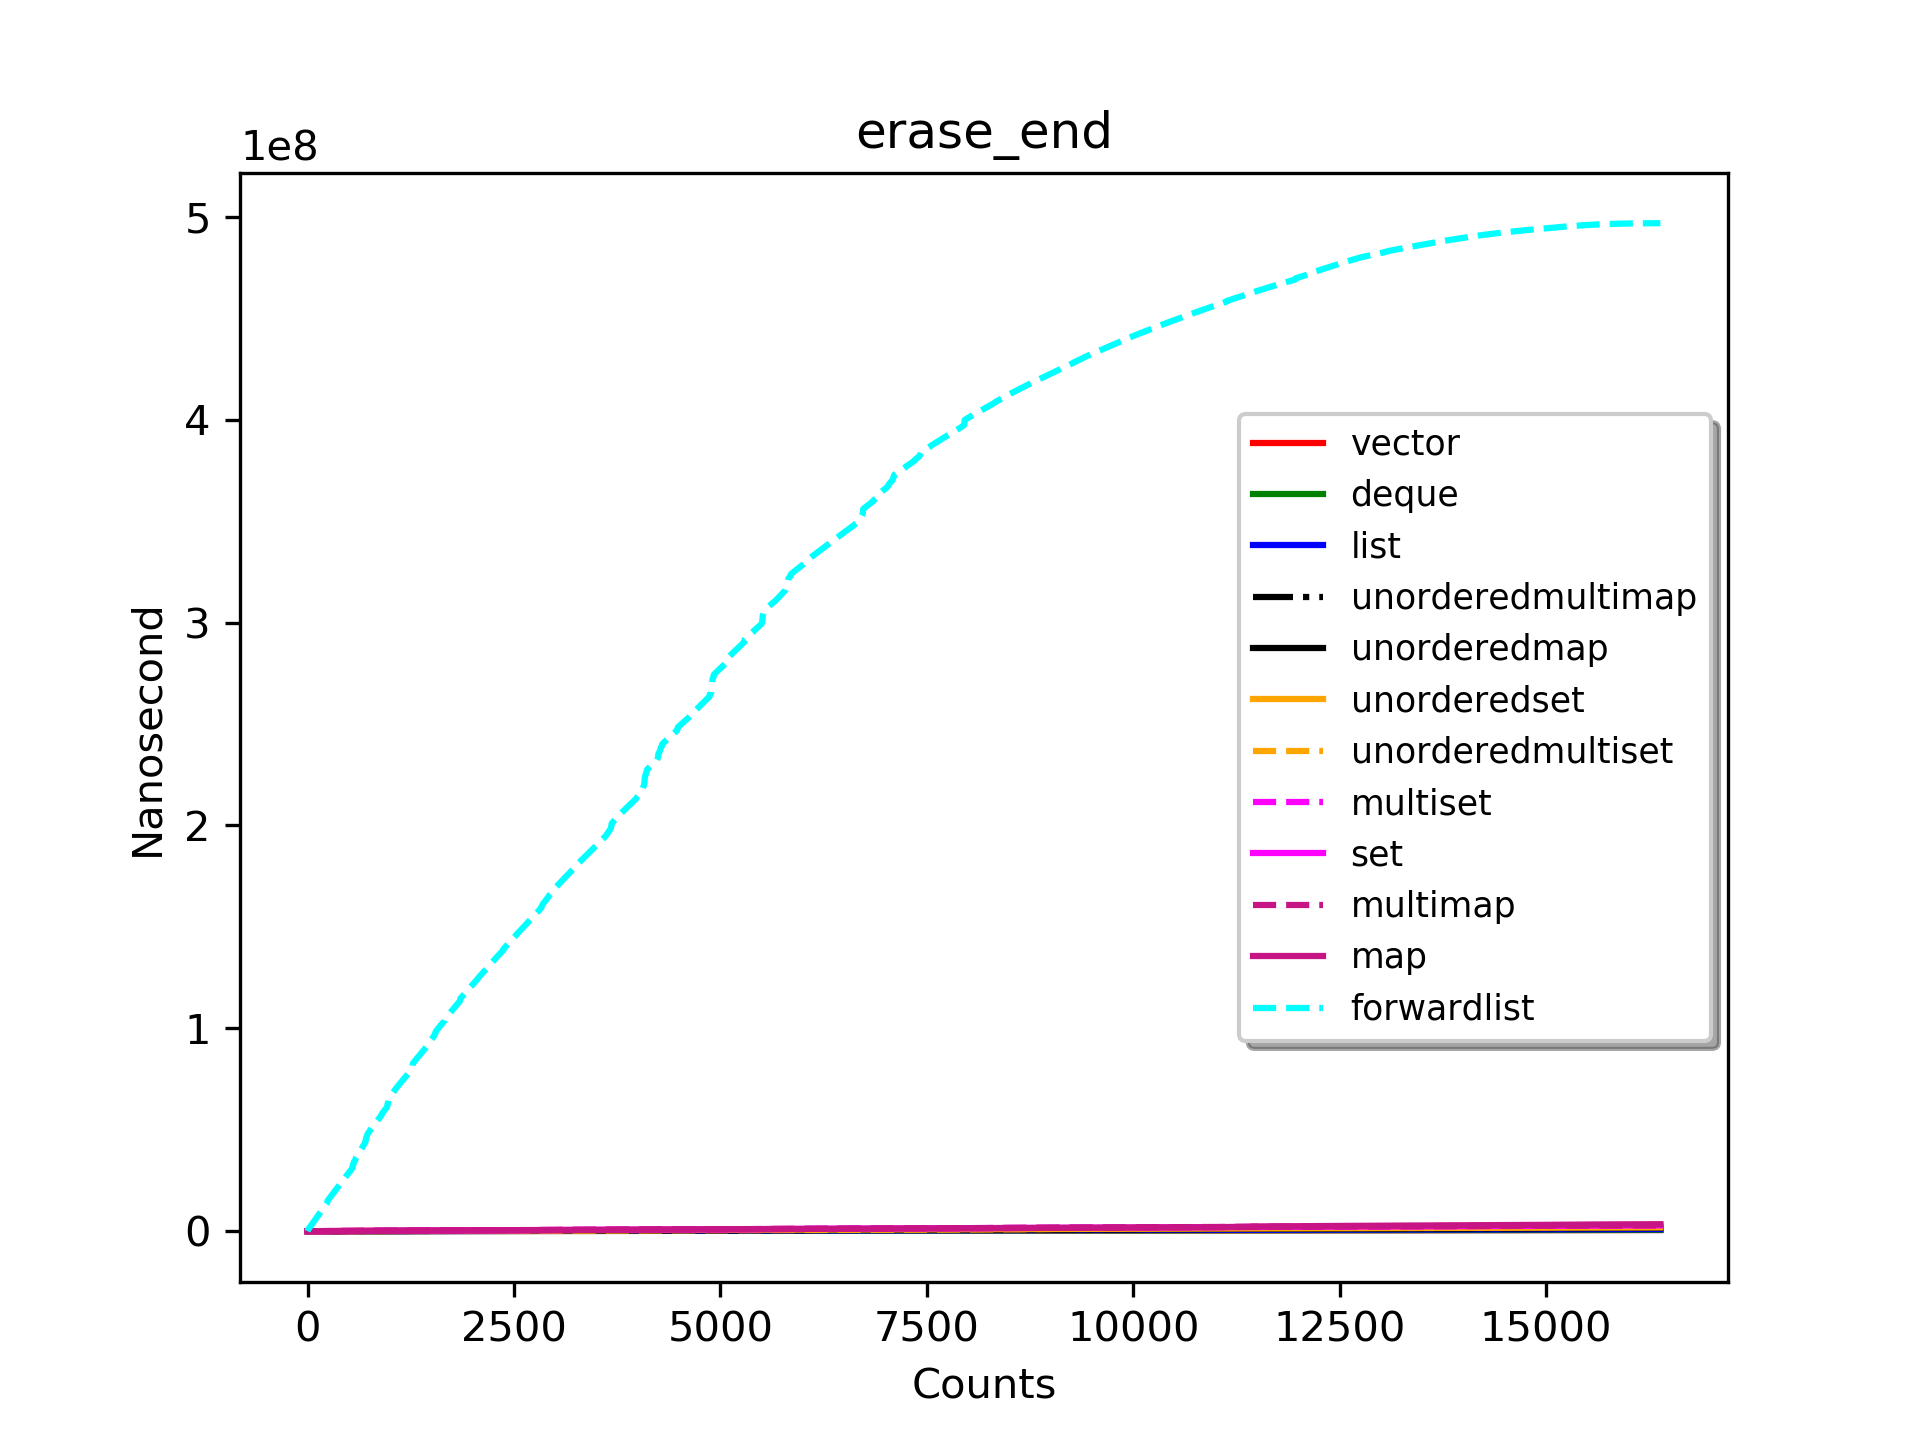 erase_end
1e8
5
4
3
2
1
0
Nanosecond
0 2500 5000 7500 10000 12500 15000
Counts
vector
deque
list
unorderedmultimap
unorderedmap
unorderedset
unorderedmultiset
multiset
set
multimap
map
forwardlist